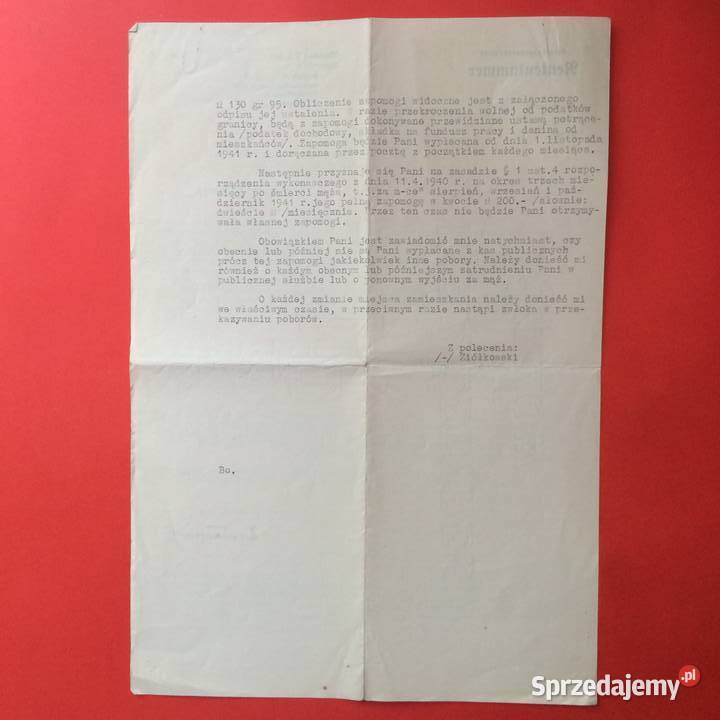 Rentenkammer
zł 130 gr 95. Obliczenie zapomogi widoczne jest z załączonego
odpisu jej ustalenia. W razie przekroczenia wolnej od podatków
granicy, będą z zapomogi dokonywane przewidziane ustawą potrące-
nia /podatek dochodowy, składka na fundusz pracy i danina od
mieszkańców/. Zapomoga będzie Pani wypłacana od dnia 1.listopada
1941 r. i doręczana przez pocztę z początkiem każdego miesiąca.
Następnie przyznaje się Pani na zasadzie § 1 ust.4 rozpo-
rządzenia wykonawczego z dnia 11.4.1940 na okres trzech mie-
sięcy po śmierci męża, t.j.za m-ce" sierpień, wrzesień i paź-
dziernik 1941 r.jego pełną zapomogę w kwocie zł 200.- /słownie:
dwieście zł /miesięcznie. Przez ten czas nie będzie Pani otrzymy-
wała własnej zapomogi.
Obowiązkiem Pani jest zawiadomić mnie natychmiast, czy
obecnie lub później nie są Pani wypłacane z kas publicznych
prócz tej zapomogi jakiekolwiek inne pobory. Należy donieść mi
również o każdym obecnym lub późniejszym zatrudnieniu Pani w
publicznej służbie lub o ponownym wyjściu za mąż.
O każdej zmianie miejsca zamieszkania należy donieść mi
we właściwym czasie, w przeciwnym razie nastąpi zwłoka w prze-
kazywaniu poborów.
Z polecenia:
/-/ Ziółkowski
Bo.
Sprzedajemy.pl